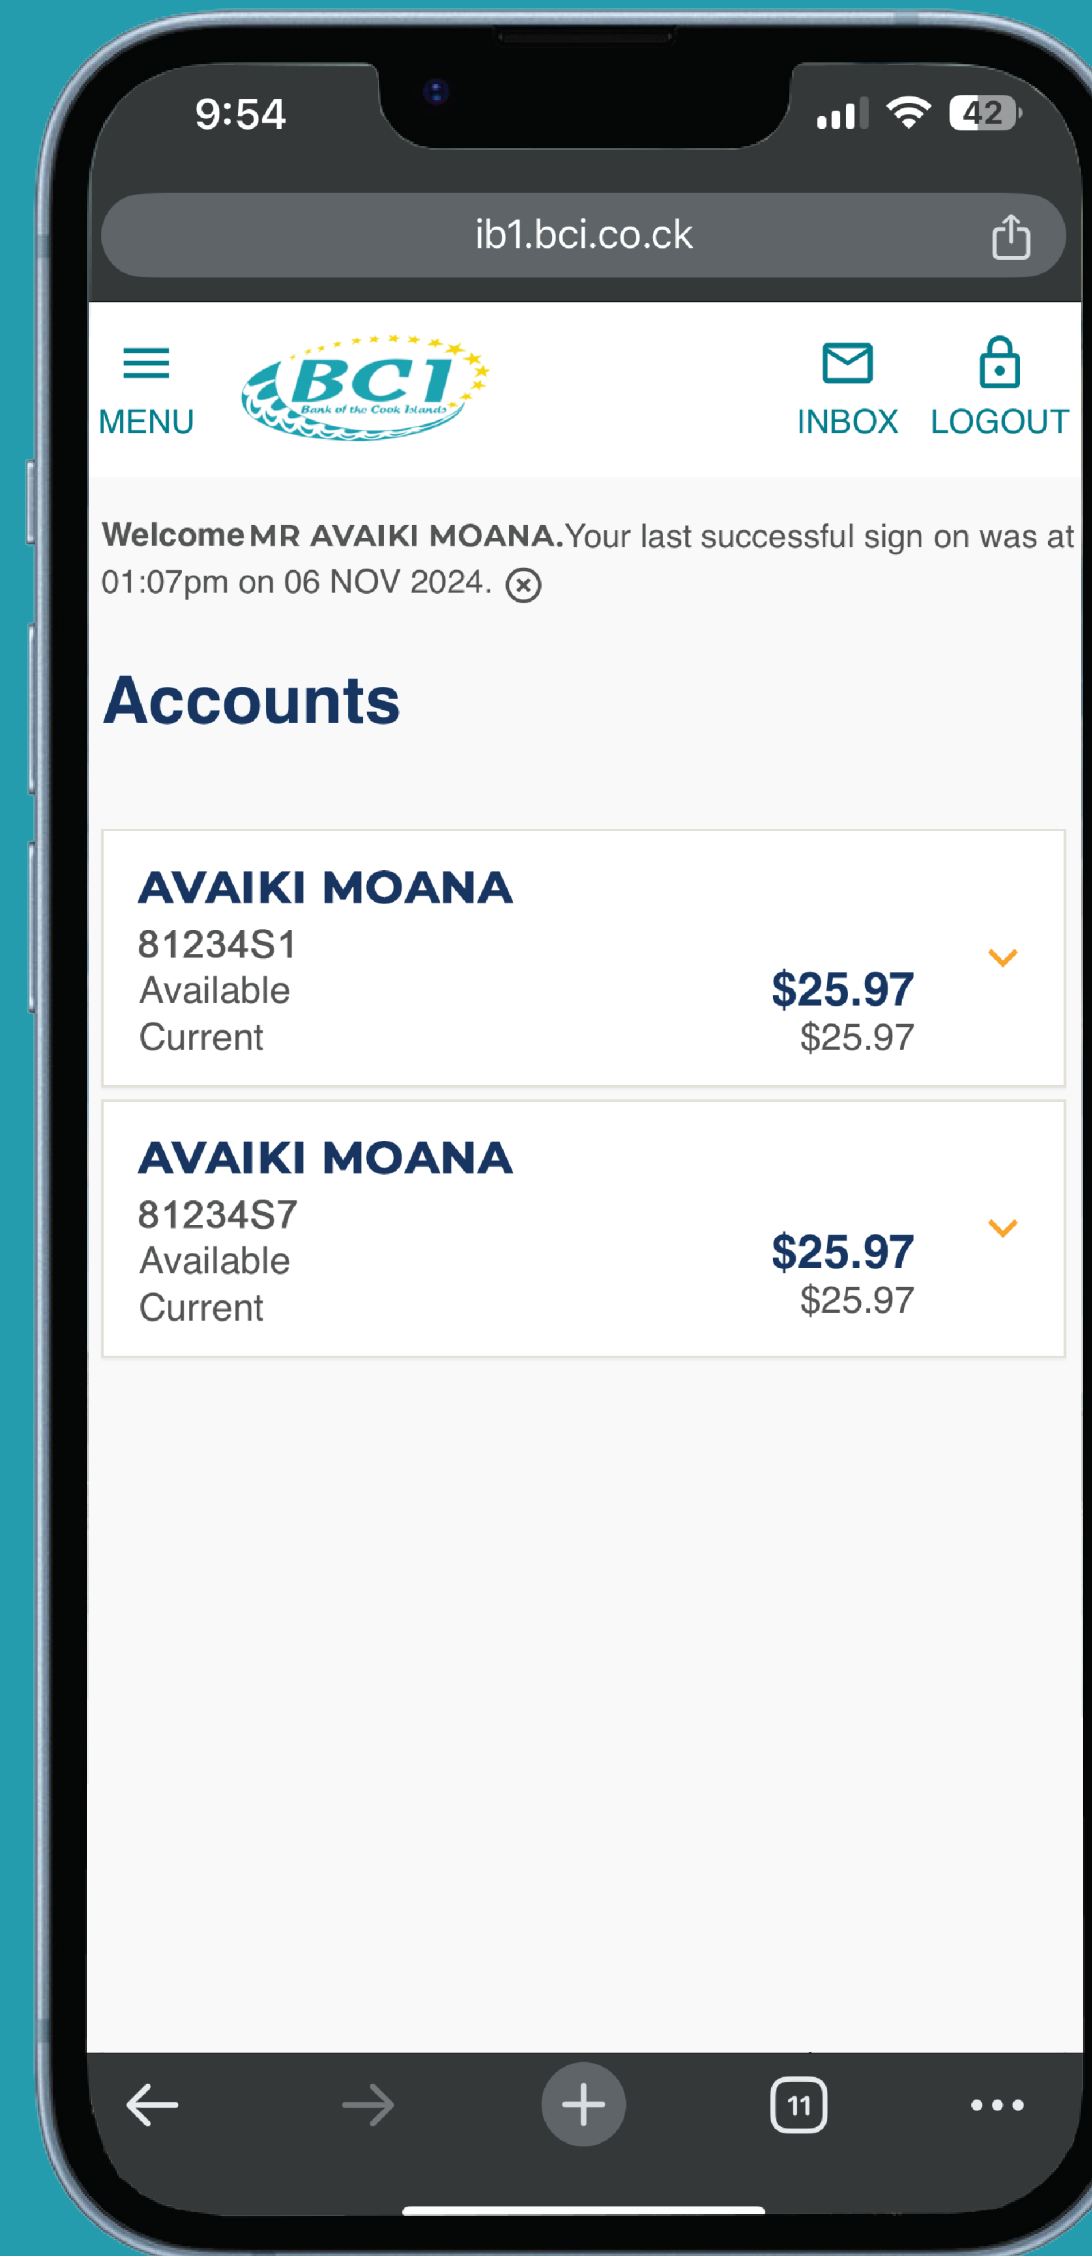 9:54
42
ib1.bci.co.ck
MENU
BCI
Bank of the Cook Islands
INBOX
LOGOUT
Welcome MR AVAIKI MOANA. Your last successful sign on was at
01:07pm on 06 NOV 2024.
Accounts
AVAIKI MOANA
81234S1
Available $25.97
Current $25.97
AVAIKI MOANA
81234S7
Available $25.97
Current $25.97
11